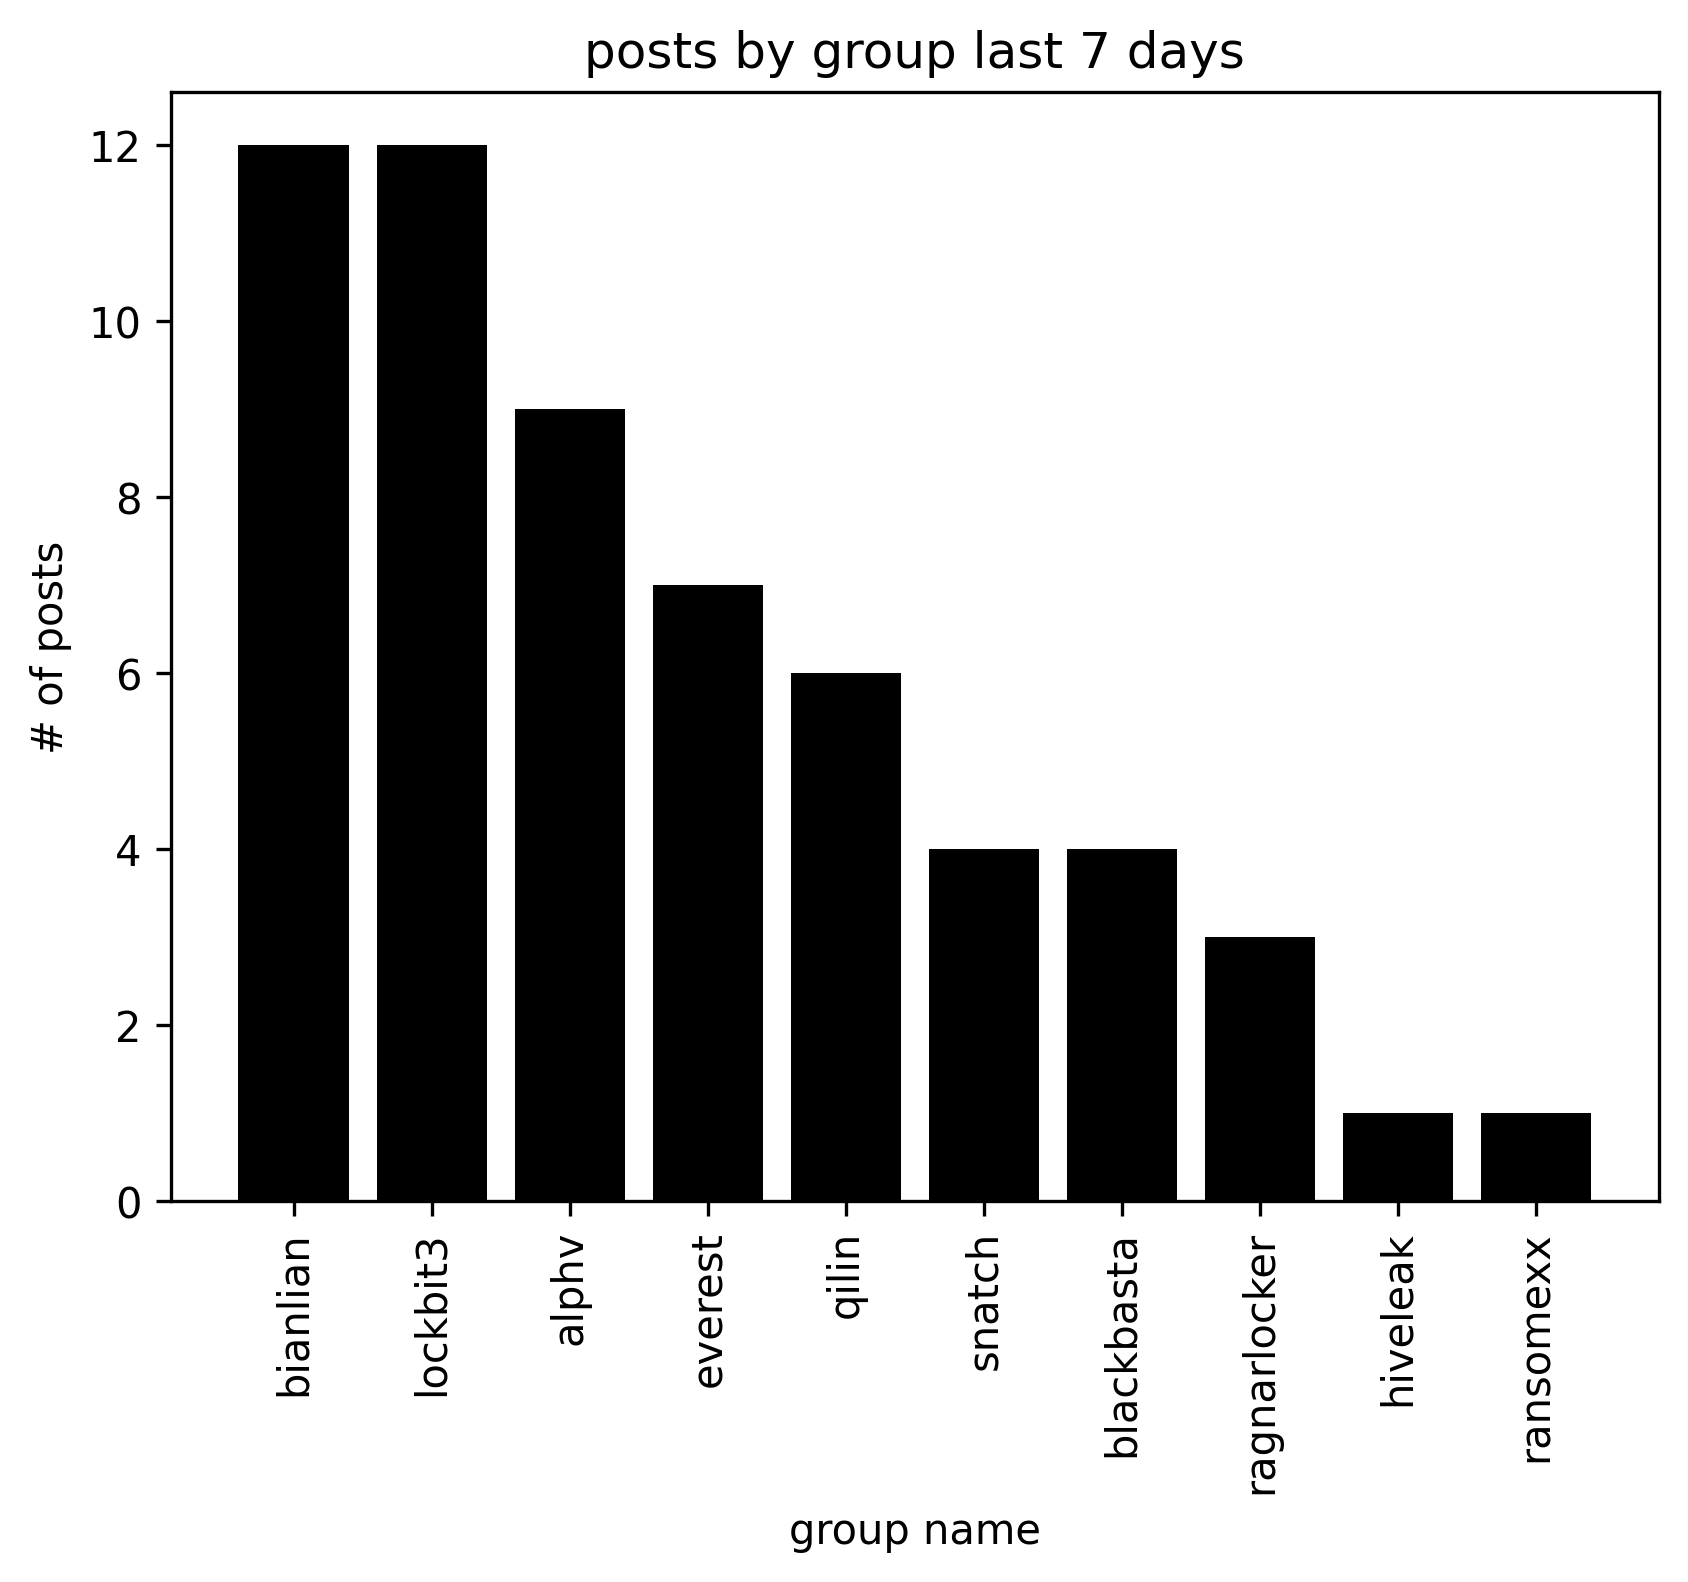 posts by group last 7 days
12
10
8
6
4
2
0
# of posts
bianlian
lockbit3
alphv
everest
qilin
snatch
blackbasta
ragnarlocker
hiveleak
ransomexx
group name